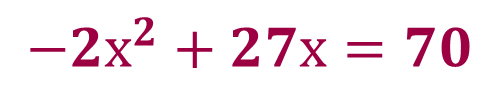 −2x² + 27x = 70